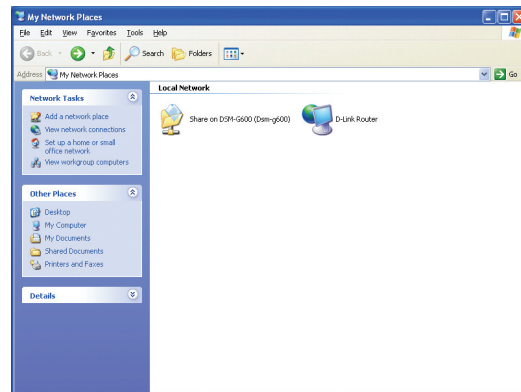 My Network Places
File Edit View Favorites Tools Help
Back Search Folders
Address My Network Places Go
Network Tasks
Add a network place
View network connections
Set up a home or small
office network
View workgroup computers
Other Places
Desktop
My Computer
My Documents
Shared Documents
Printers and Faxes
Details
Local Network
Share on DSM-G600 (Dsm-g600) D-Link Router